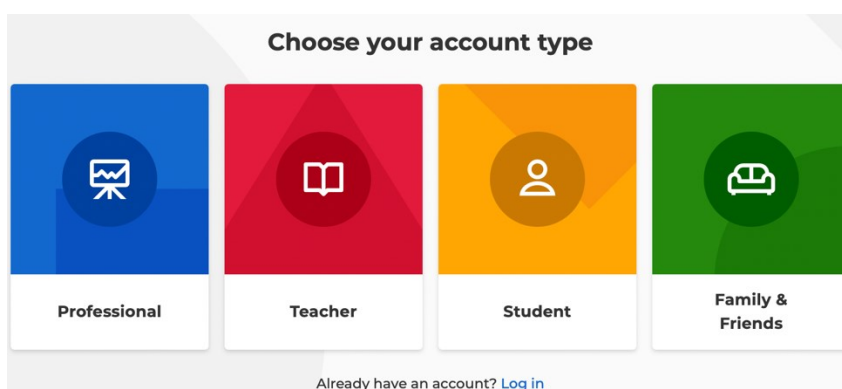 Choose your account type
Professional
Teacher
Student
Family &
Friends
Already have an account? Log in